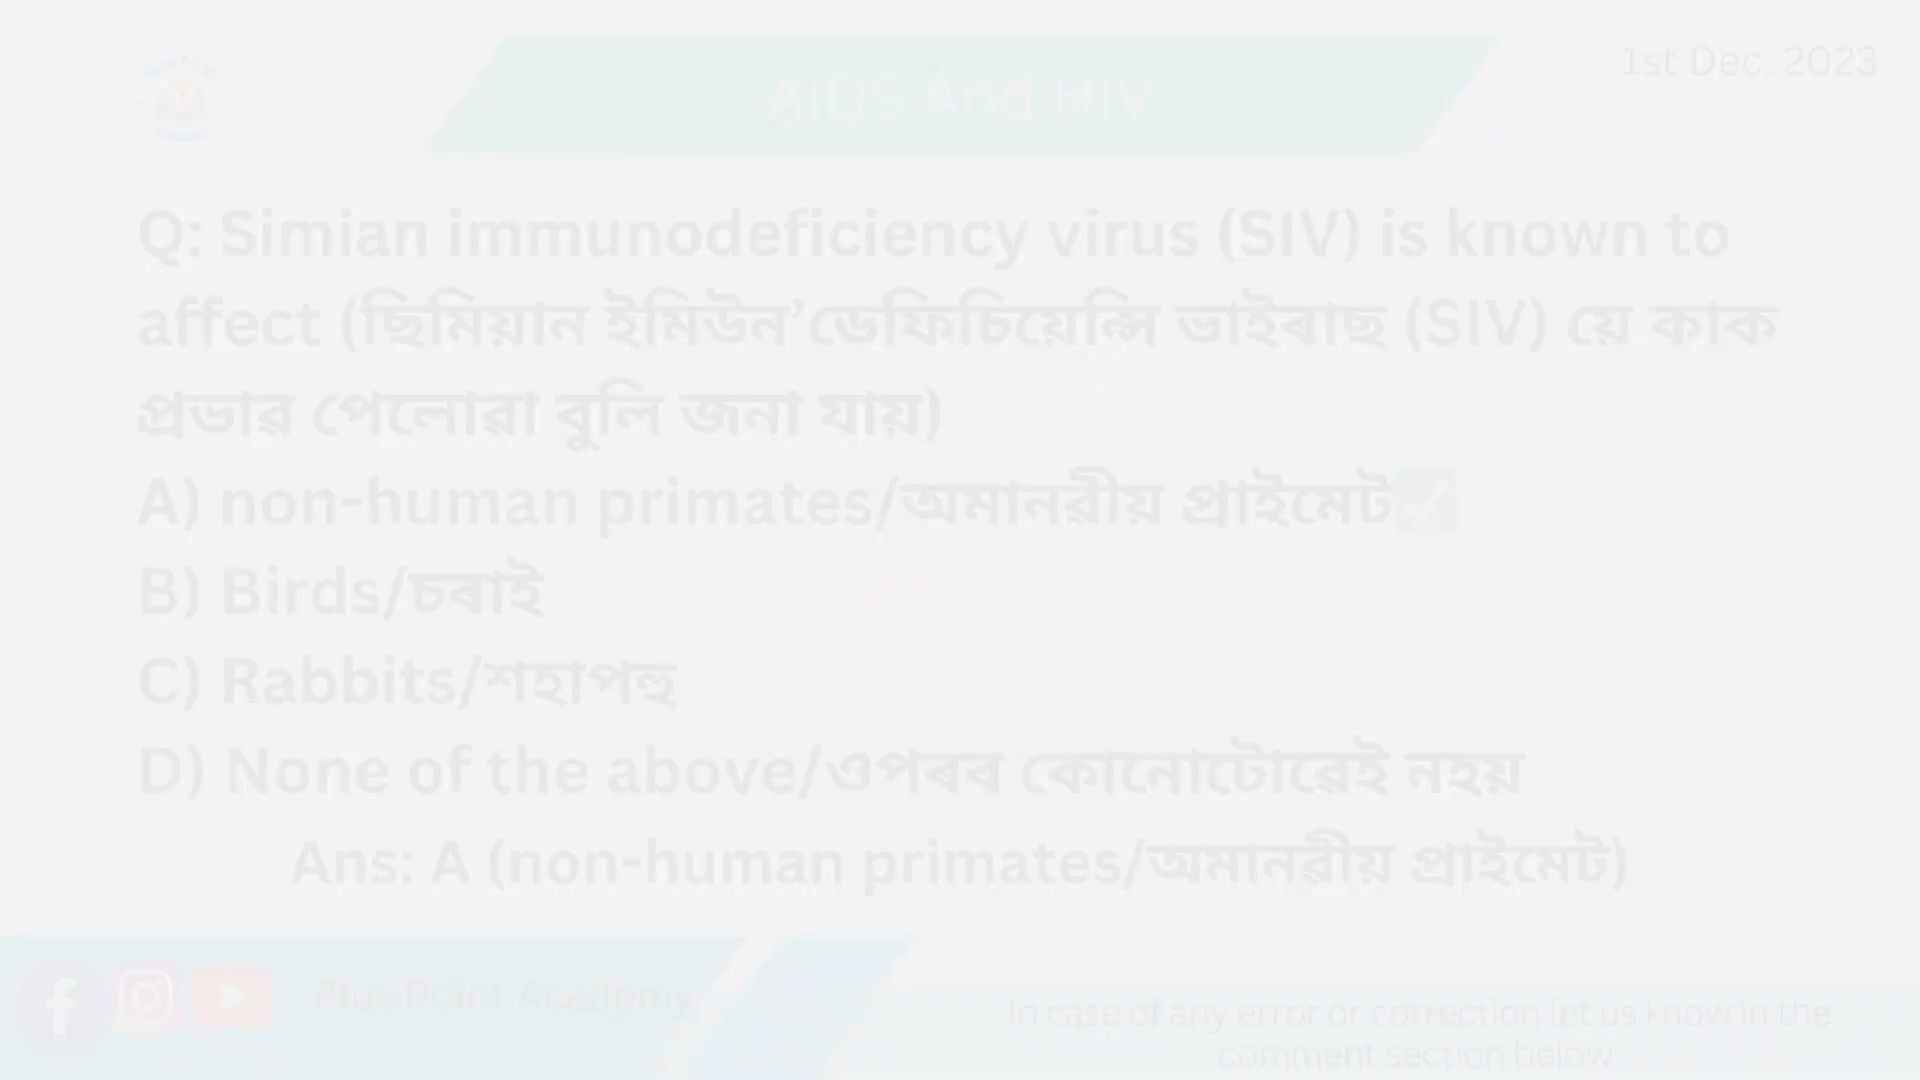 AIDS And HIV
1st Dec. 2023
Q: Simian immunodeficiency virus (SIV) is known to
affect (ছিমিয়ান ইমিউন’ডেফিচিয়েন্সি ভাইৰাছ (SIV) য়ে কাক
প্ৰভাৱ পেলোৱা বুলি জনা যায়)
A) non-human primates/অমানৱীয় প্ৰাইমেট✅
B) Birds/চৰাই
C) Rabbits/শহাপহু
D) None of the above/ওপৰৰ কোনোটোৱেই নহয়
Ans: A (non-human primates/অমানৱীয় প্ৰাইমেট)
Plus Point Academy
In case of any error or correction let us know in the
comment section below